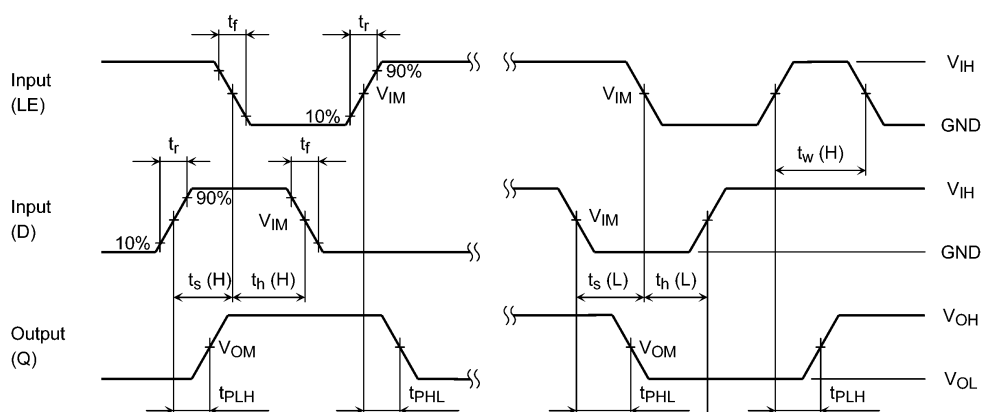 tf
tr
Input
(LE)
90%
VIM
10%
VIM
VIH
GND
tw (H)
tr
tf
Input
(D)
90%
VIM
10%
VIM
VIH
GND
ts (H)
th (H)
ts (L)
th (L)
Output
(Q)
VOM
VOM
VOH
VOL
tPLH
tPHL
tPHL
tPLH